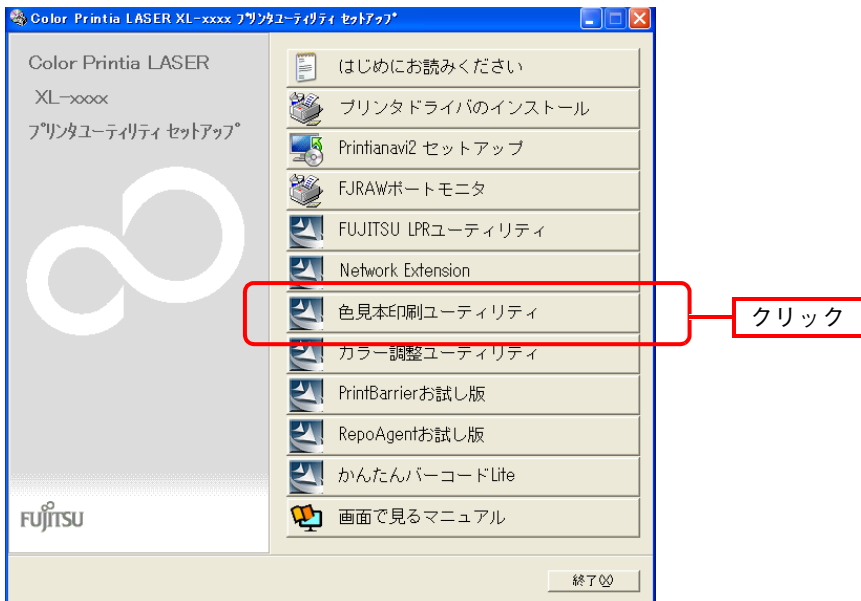 Color Printia LASER XL-xxxx プリンタユーティリティ セットアップ
Color Printia LASER
XL-xxxx
プリンタユーティリティ セットアップ
はじめにお読みください
プリンタドライバのインストール
Printianavi2 セットアップ
FJRAWポートモニタ
FUJITSU LPRユーティリティ
Network Extension
色見本印刷ユーティリティ
クリック
カラー調整ユーティリティ
PrintBarrierお試し版
RepoAgentお試し版
かんたんバーコードLite
画面で見るマニュアル
FUJITSU
終了(X)